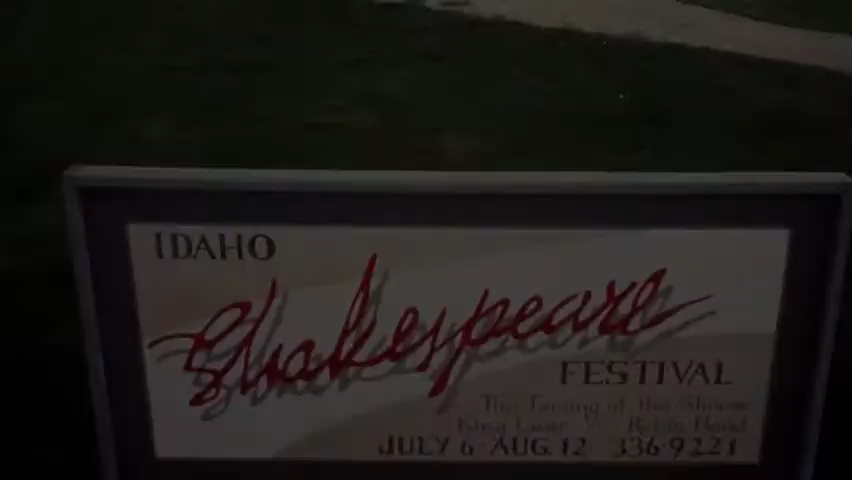 IDAHO
Shakespeare
FESTIVAL
The Taming of the Shrew
King Lear Robin Hood
JULY 6-AUG. 12 336-9221